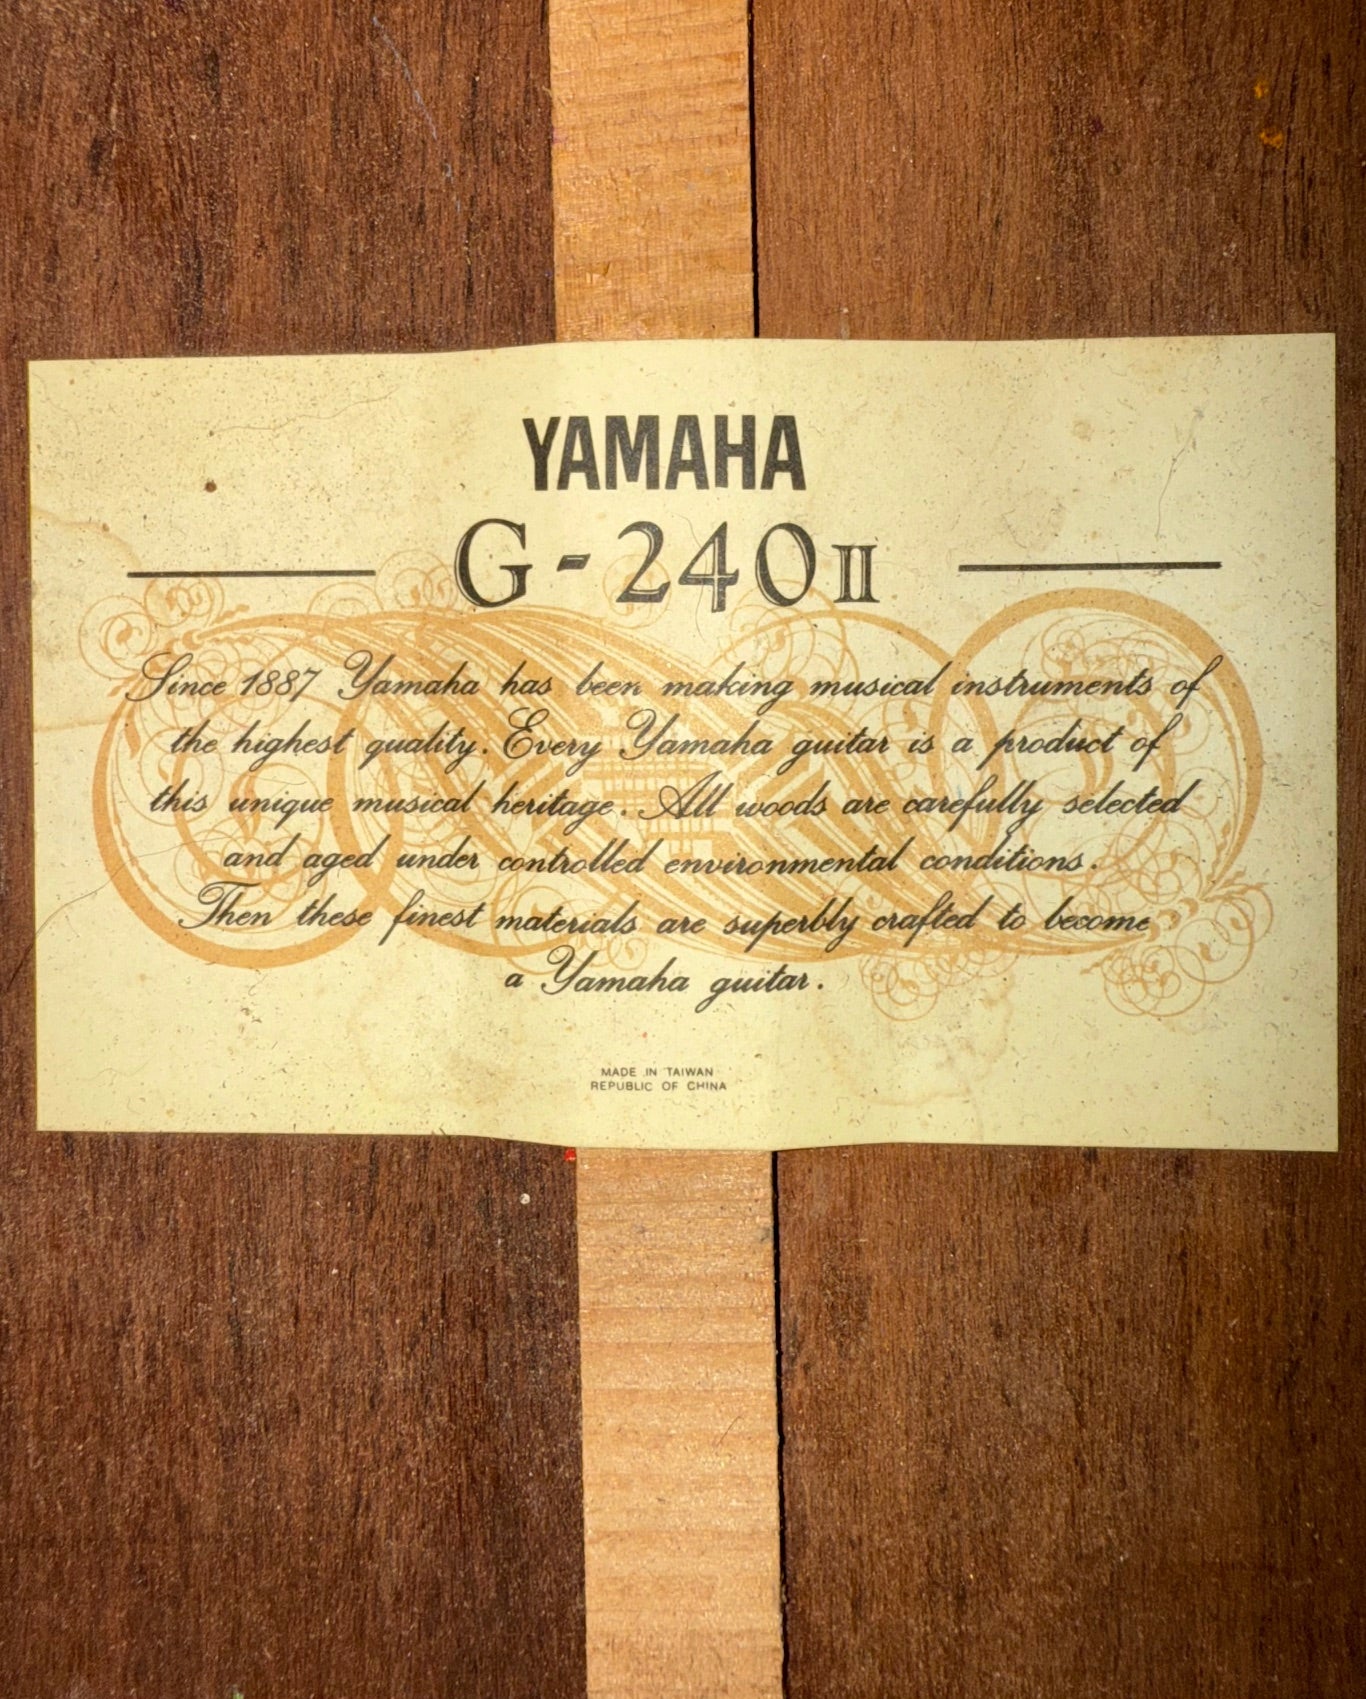 YAMAHA
G-240II
Since 1887 Yamaha has been making musical instruments of
the highest quality. Every Yamaha guitar is a product of
this unique musical heritage. All woods are carefully selected
and aged under controlled environmental conditions.
Then these finest materials are superbly crafted to become
a Yamaha guitar.
MADE IN TAIWAN
REPUBLIC OF CHINA